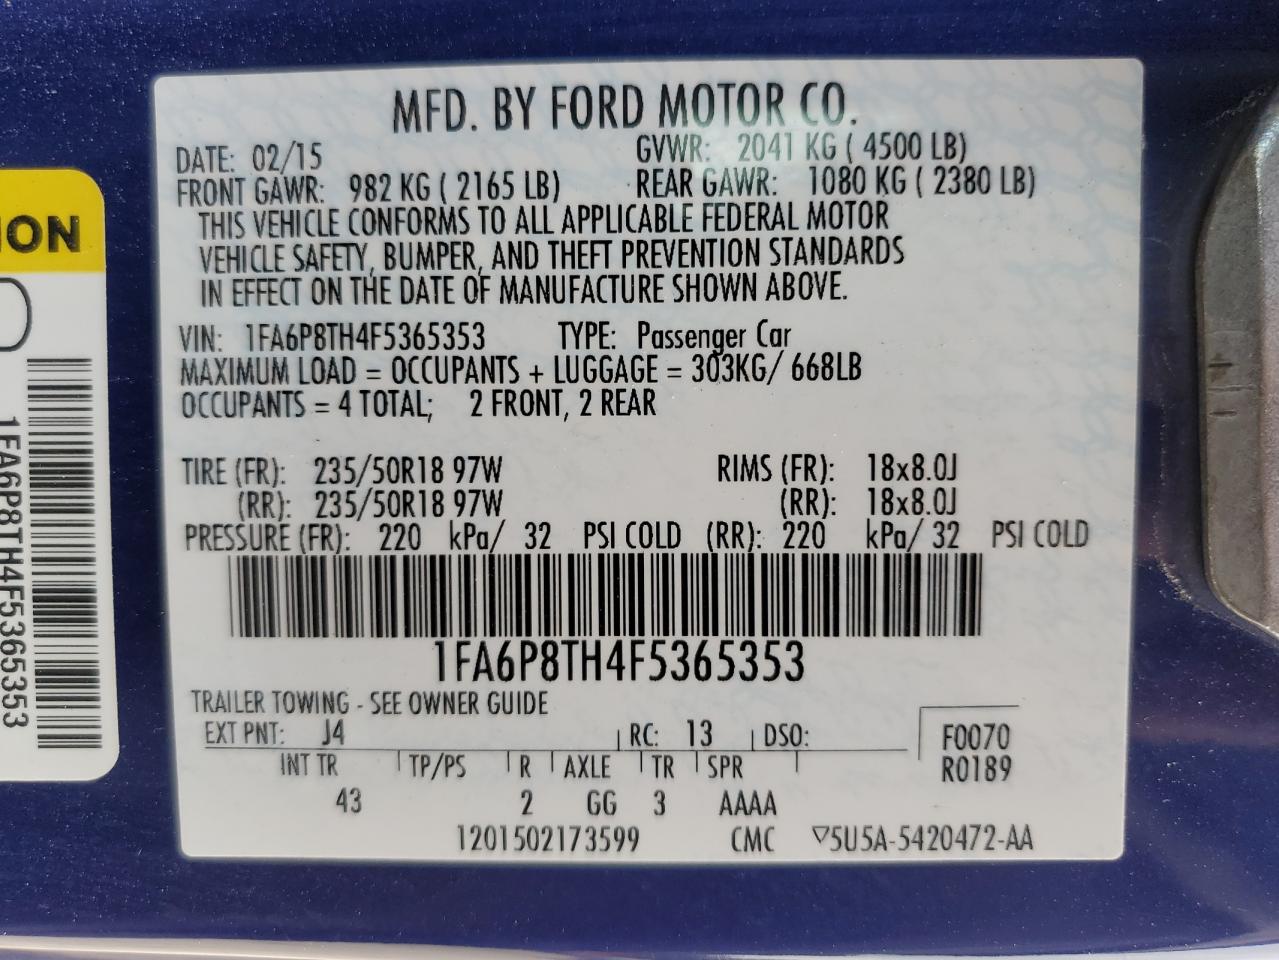 MFD. BY FORD MOTOR CO.
DATE: 02/15 GVWR: 2041 KG ( 4500 LB)
FRONT GAWR: 982 KG ( 2165 LB) REAR GAWR: 1080 KG ( 2380 LB)
THIS VEHICLE CONFORMS TO ALL APPLICABLE FEDERAL MOTOR
VEHICLE SAFETY, BUMPER, AND THEFT PREVENTION STANDARDS
IN EFFECT ON THE DATE OF MANUFACTURE SHOWN ABOVE.
VIN: 1FA6P8TH4F5365353 TYPE: Passenger Car
MAXIMUM LOAD = OCCUPANTS + LUGGAGE = 303KG/ 668LB
OCCUPANTS = 4 TOTAL; 2 FRONT, 2 REAR
TIRE (FR): 235/50R18 97W RIMS (FR): 18x8.0J
(RR): 235/50R18 97W (RR): 18x8.0J
PRESSURE (FR): 220 kPa/ 32 PSI COLD (RR): 220 kPa/ 32 PSI COLD
1FA6P8TH4F5365353
TRAILER TOWING - SEE OWNER GUIDE
EXT PNT: J4 RC: 13 DSO: F0070
INT TR TP/PS R AXLE TR SPR R0189
43 2 GG 3 AAAA
1201502173599 CMC ▽5U5A-5420472-AA
1FA6P8TH4F5365353